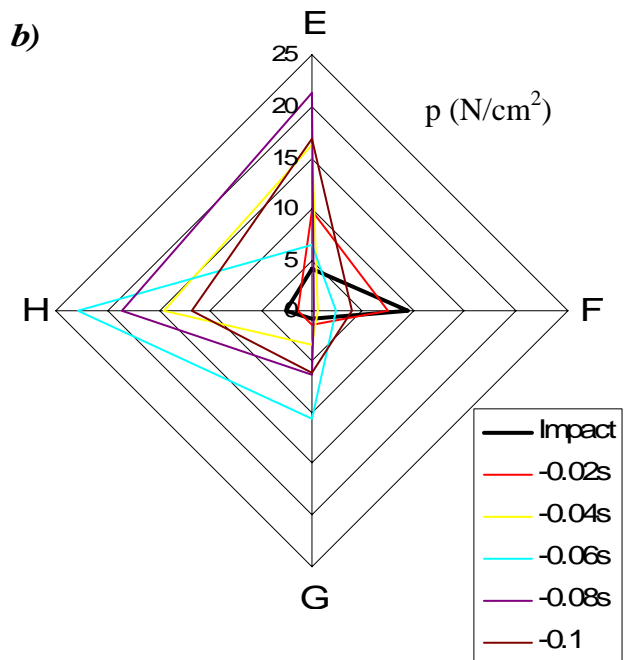 b)
E
25
20
15
10
5
0
p (N/cm²)
H
F
G
Impact
-0.02s
-0.04s
-0.06s
-0.08s
-0.1